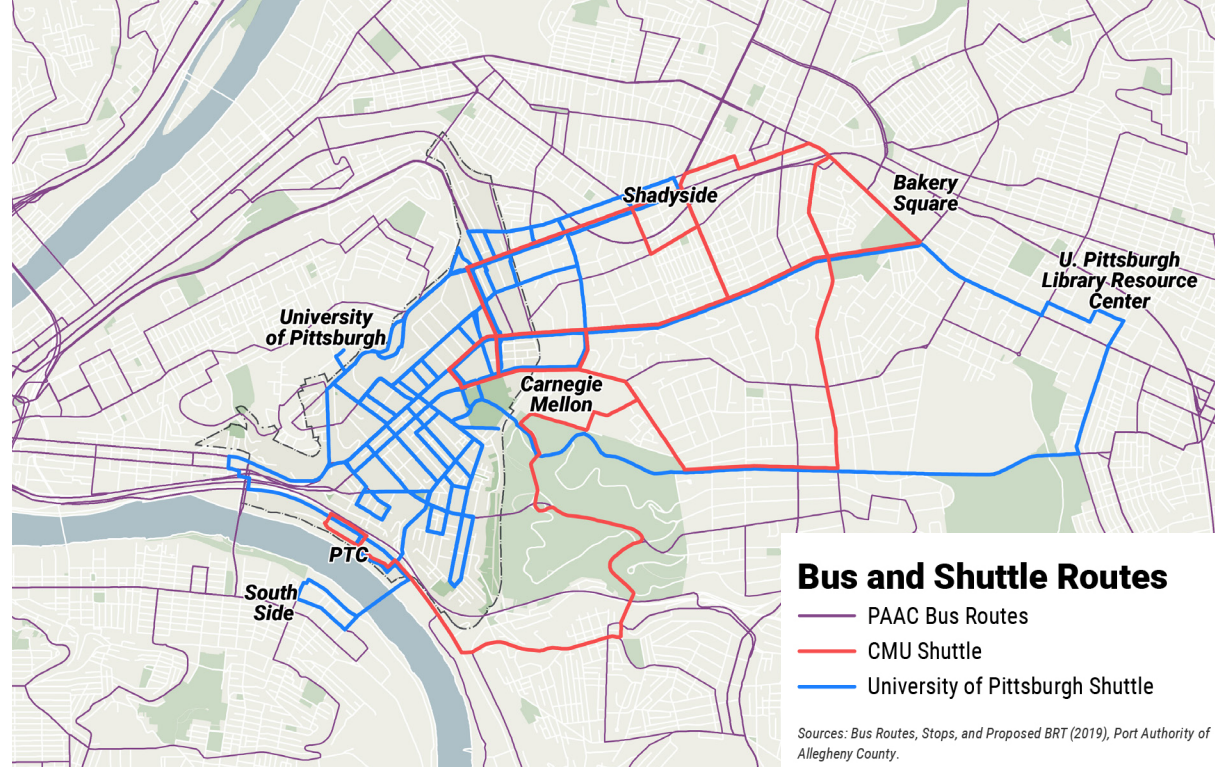 Shadyside
Bakery
Square
U. Pittsburgh
Library Resource
Center
University
of Pittsburgh
Carnegie
Mellon
PTC
South
Side
Bus and Shuttle Routes
PAAC Bus Routes
CMU Shuttle
University of Pittsburgh Shuttle
Sources: Bus Routes, Stops, and Proposed BRT (2019), Port Authority of
Allegheny County.